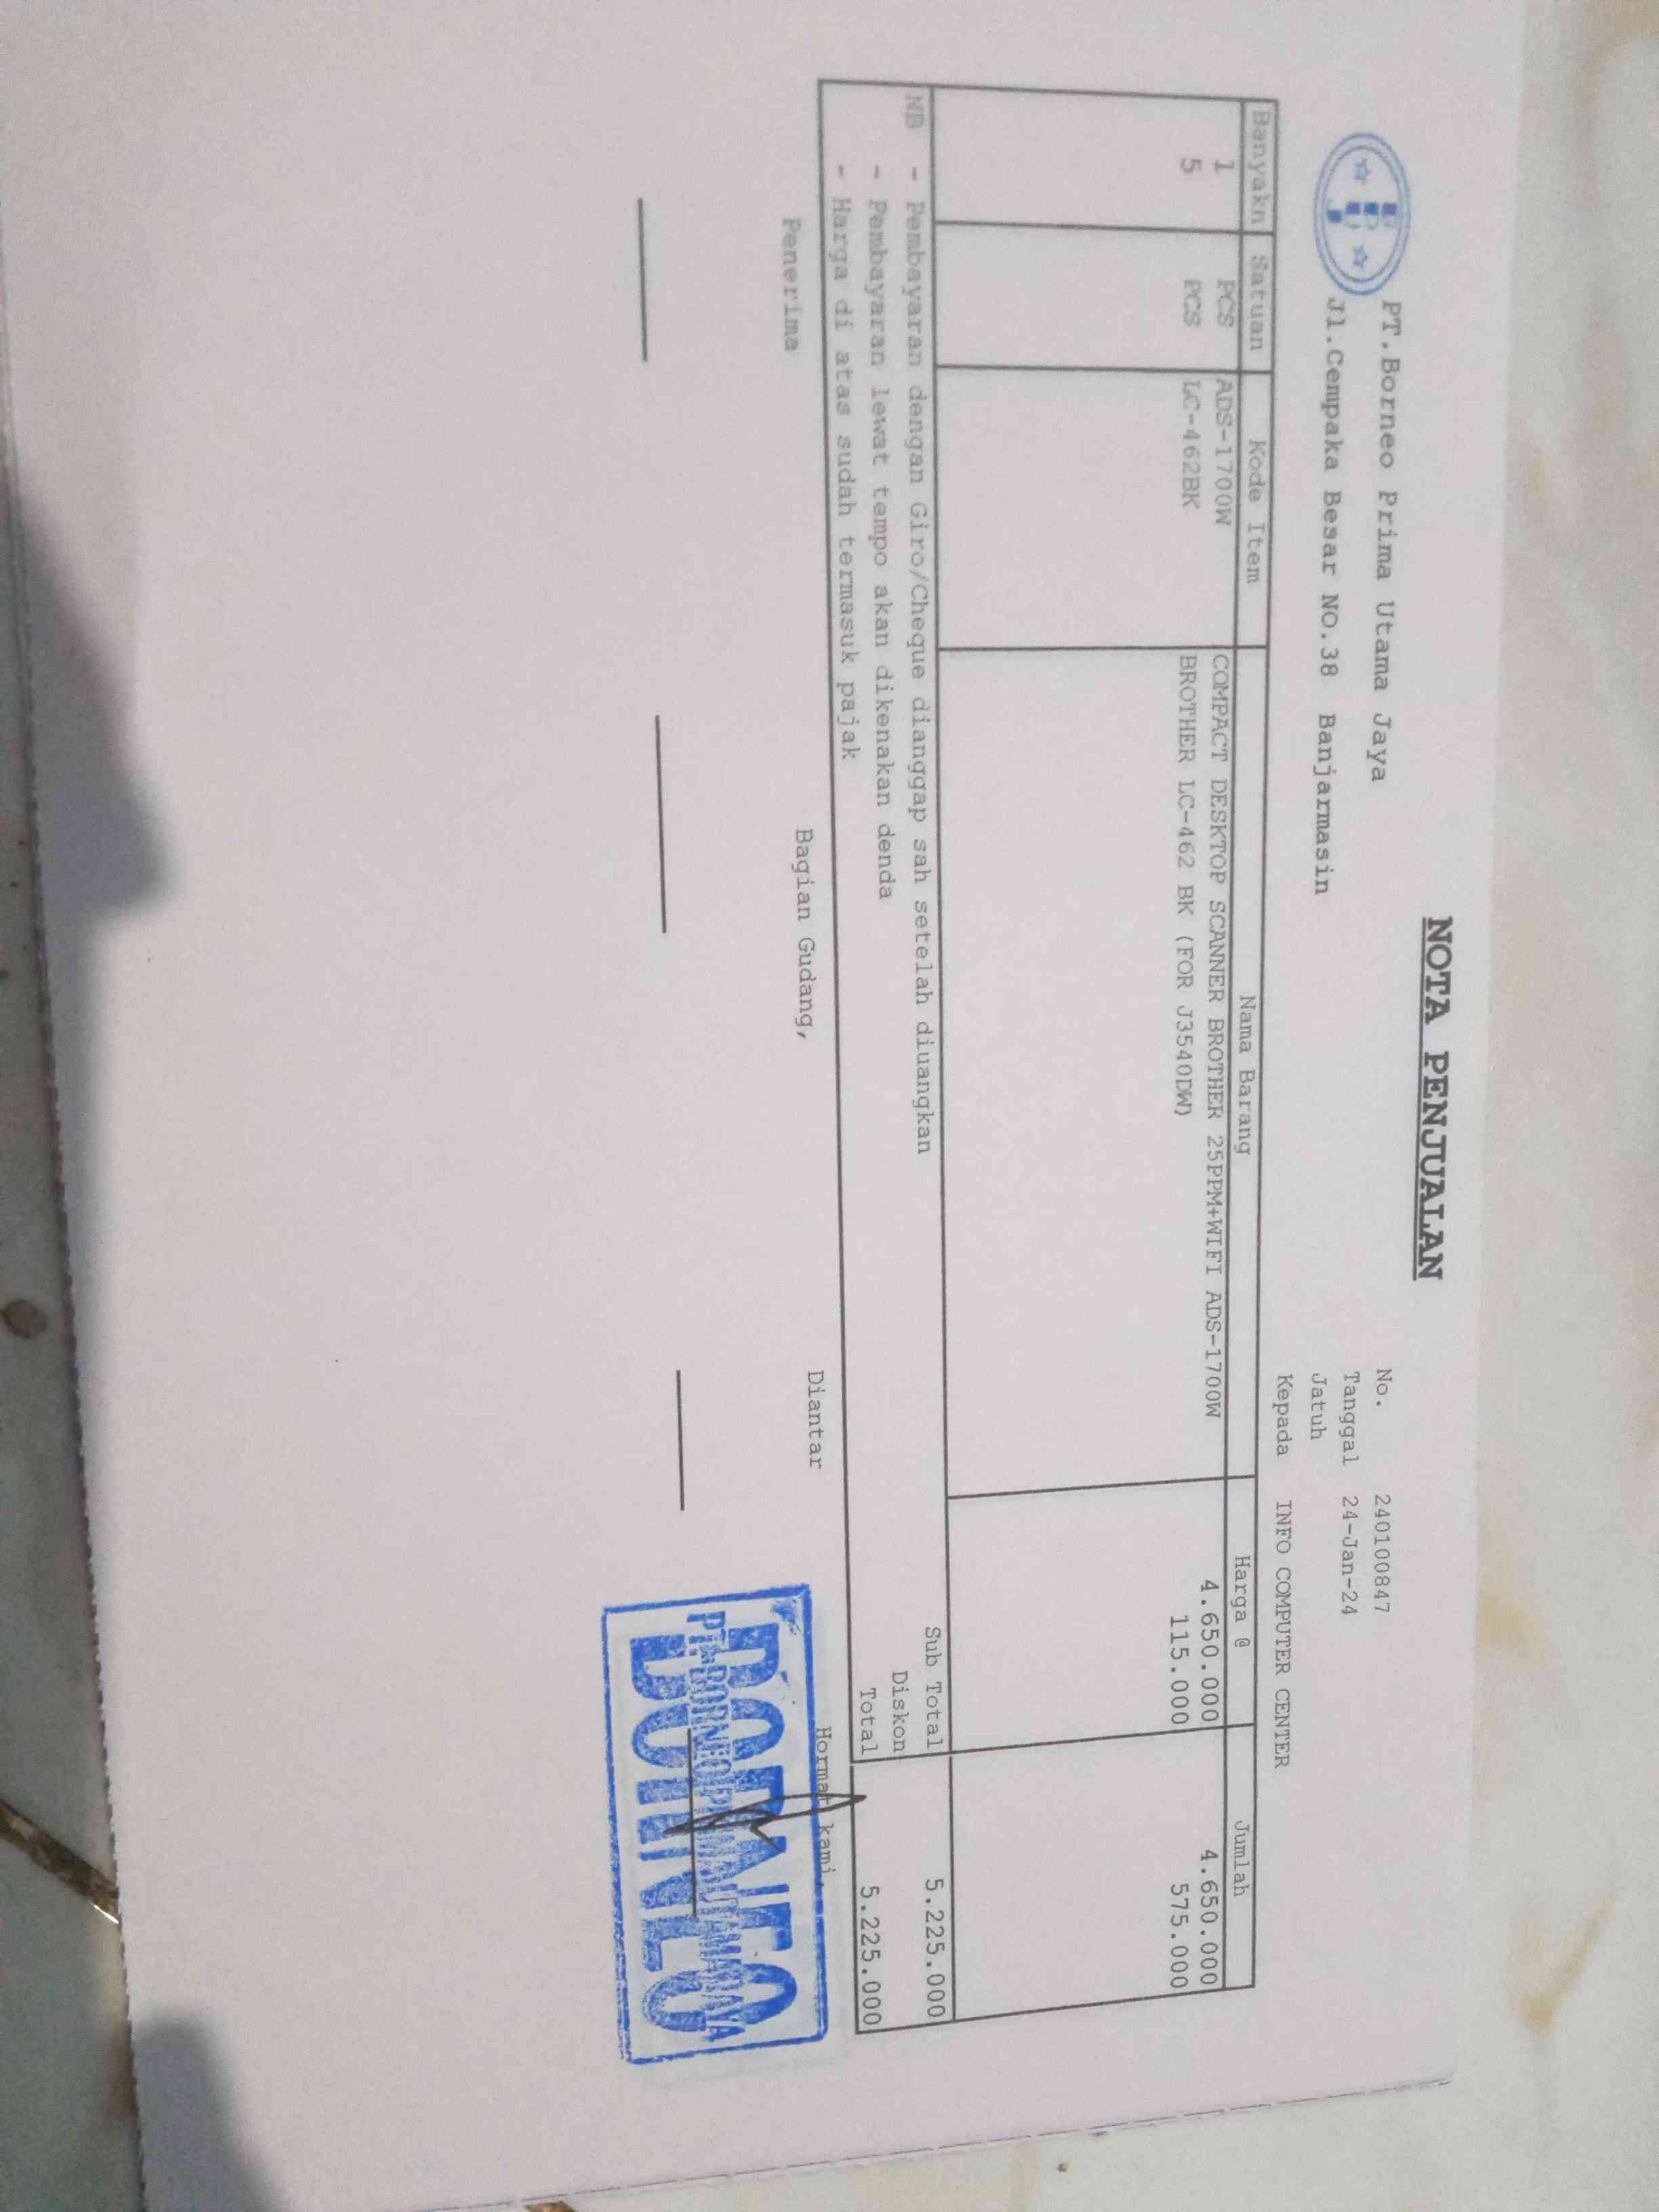 NOTA PENJUALAN
PT.Borneo Prima Utama Jaya
Jl.Cempaka Besar NO.38 Banjarmasin
BPUJ
No. 240100847
Tanggal 24-Jan-24
Jatuh
Kepada INFO COMPUTER CENTER
Banyakn Satuan Kode Item Nama Barang Harga @ Jumlah
1 PCS ADS-1700W COMPACT DESKTOP SCANNER BROTHER 25PPM+WIFI ADS-1700W 4.650.000 4.650.000
5 PCS LC-462BK BROTHER LC-462 BK (FOR J3540DW) 115.000 575.000
NB - Pembayaran dengan Giro/Cheque dianggap sah setelah diuangkan
- Pembayaran lewat tempo akan dikenakan denda
- Harga di atas sudah termasuk pajak
Sub Total 5.225.000
Diskon
Total 5.225.000
Penerima Bagian Gudang, Diantar Hormat kami,
BORNEO
PT. BORNEO PRIMA UTAMA JAYA